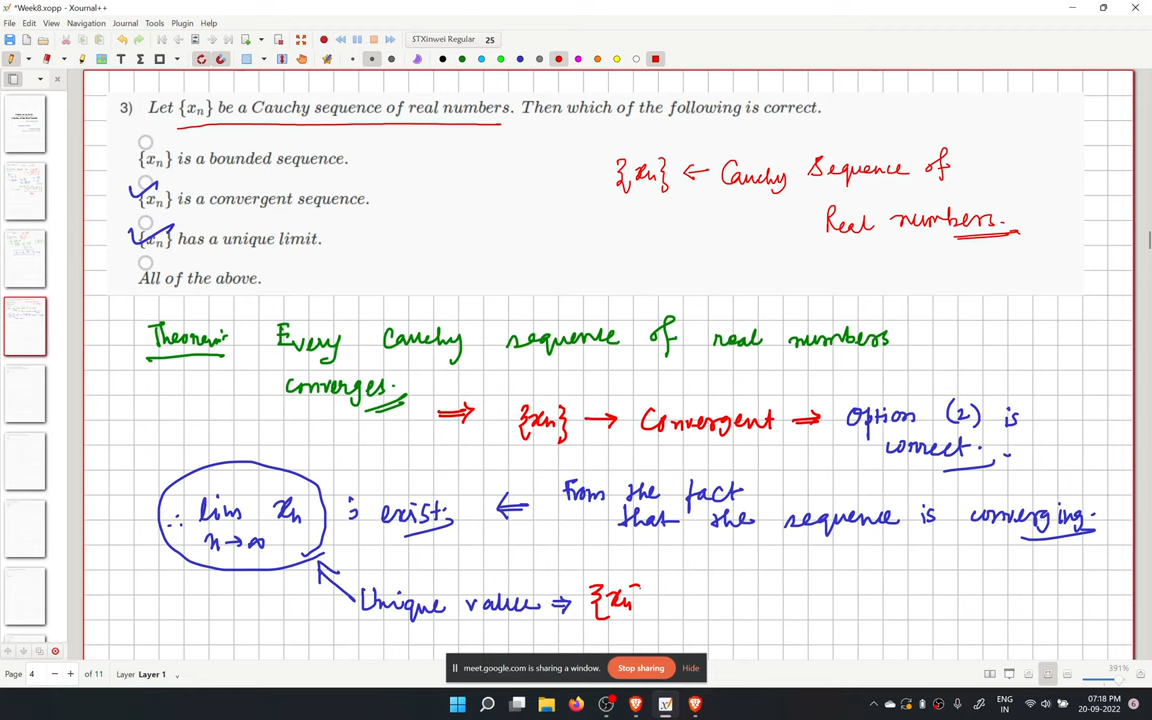 *Week8.xopp - Xournal++
File Edit View Navigation Journal Tools Plugin Help
STXinwei Regular 25
3) Let {xₙ} be a Cauchy sequence of real numbers. Then which of the following is correct.
{xₙ} is a bounded sequence.
{xₙ} is a convergent sequence.
{xₙ} has a unique limit.
All of the above.
{xn} ← Cauchy Sequence of
Real numbers.
Theorem: Every Cauchy sequence of real numbers
converges.
⇒ {xn} → Convergent ⇒ Option (2) is
correct.
∴ lim xn is exist. ⇐ From the fact
n→∞ that the sequence is converging.
Unique value ⇒ {xn
meet.google.com is sharing a window. Stop sharing Hide
Page 4 of 11 Layer Layer 1 391%
ENG 07:18 PM
IN 20-09-2022 6